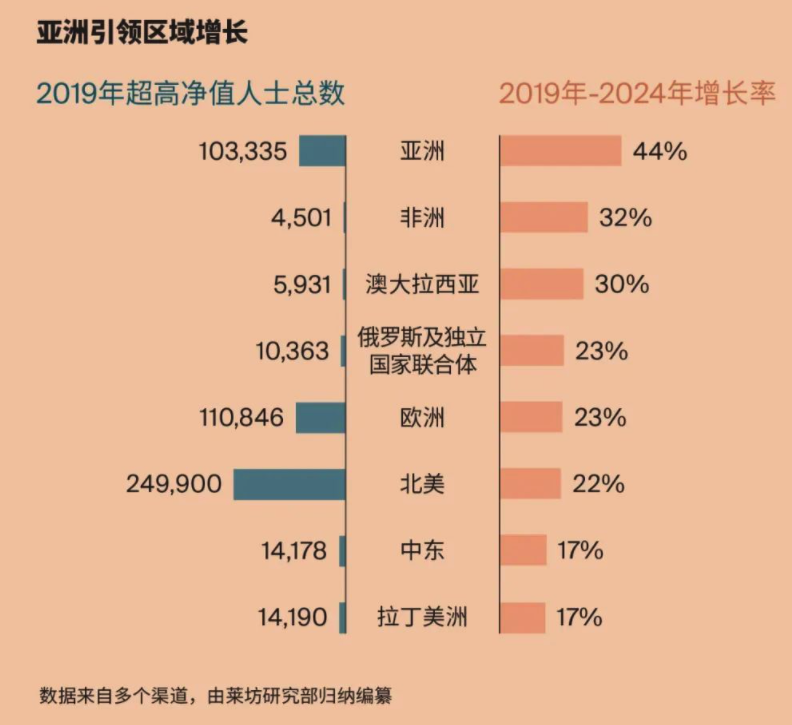 亚洲引领区域增长
2019年超高净值人士总数 2019年-2024年增长率
103,335 亚洲 44%
4,501 非洲 32%
5,931 澳大拉西亚 30%
10,363 俄罗斯及独立
国家联合体 23%
110,846 欧洲 23%
249,900 北美 22%
14,178 中东 17%
14,190 拉丁美洲 17%
数据来自多个渠道，由莱坊研究部归纳编纂